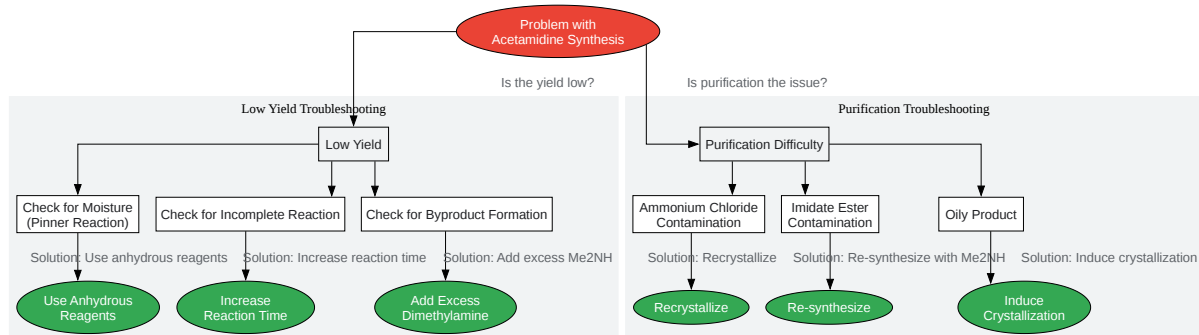 Problem with
Acetamidine Synthesis
Is the yield low?
Is purification the issue?
Low Yield Troubleshooting
Purification Troubleshooting
Low Yield
Purification Difficulty
Check for Moisture
(Pinner Reaction)
Check for Incomplete Reaction
Check for Byproduct Formation
Ammonium Chloride
Contamination
Imidate Ester
Contamination
Oily Product
Solution: Use anhydrous reagents
Solution: Increase reaction time
Solution: Add excess Me2NH
Solution: Recrystallize
Solution: Re-synthesize with Me2NH
Solution: Induce crystallization
Use Anhydrous
Reagents
Increase
Reaction Time
Add Excess
Dimethylamine
Recrystallize
Re-synthesize
Induce
Crystallization